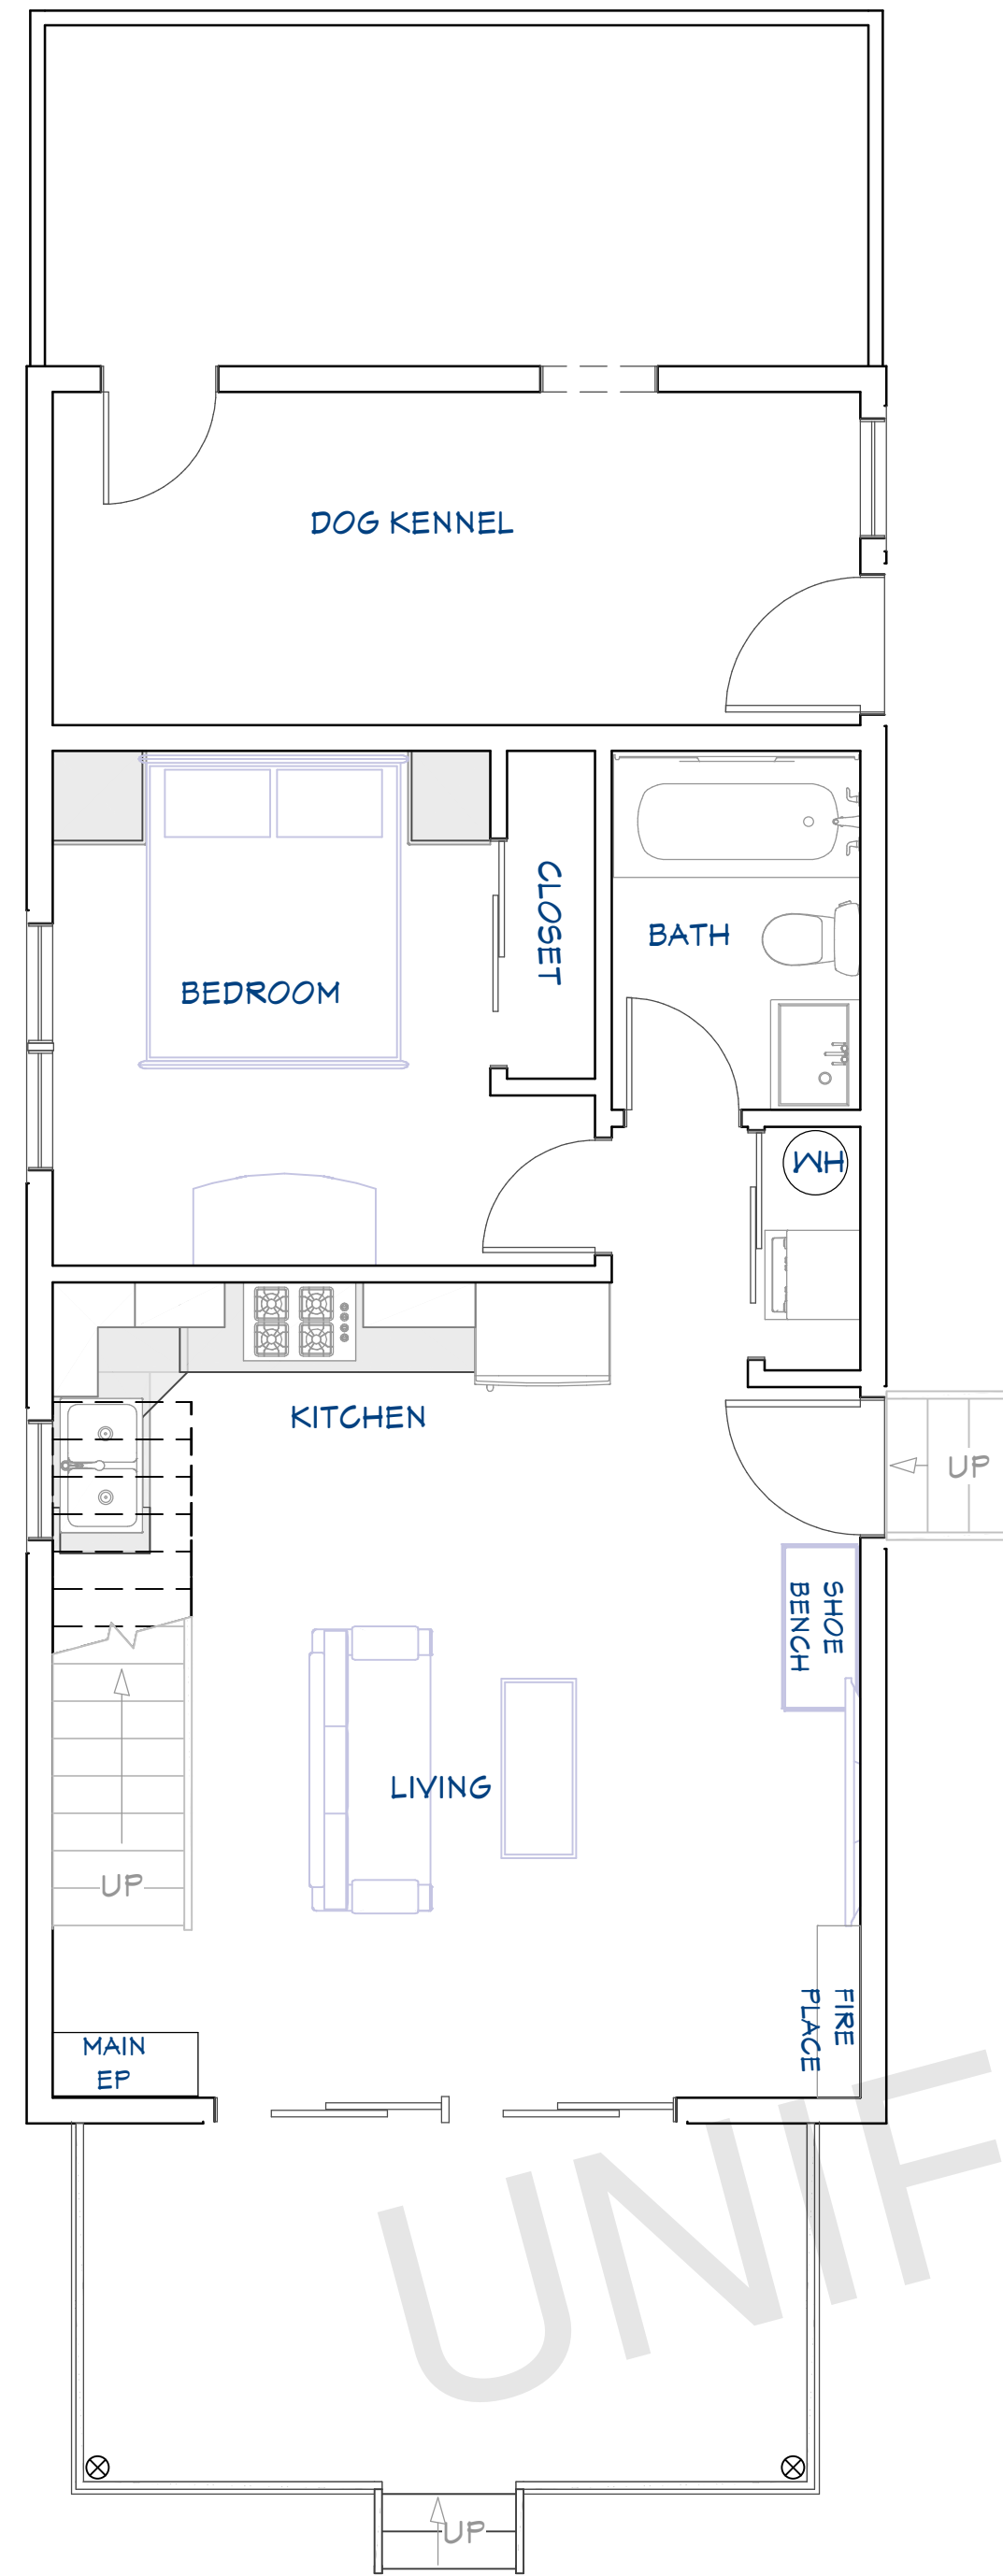 DOG KENNEL
CLOSET
BATH
BEDROOM
WH
KITCHEN
UP
SHOE
BENCH
LIVING
UP
FIRE
PLACE
MAIN
EP
UNIF
UP